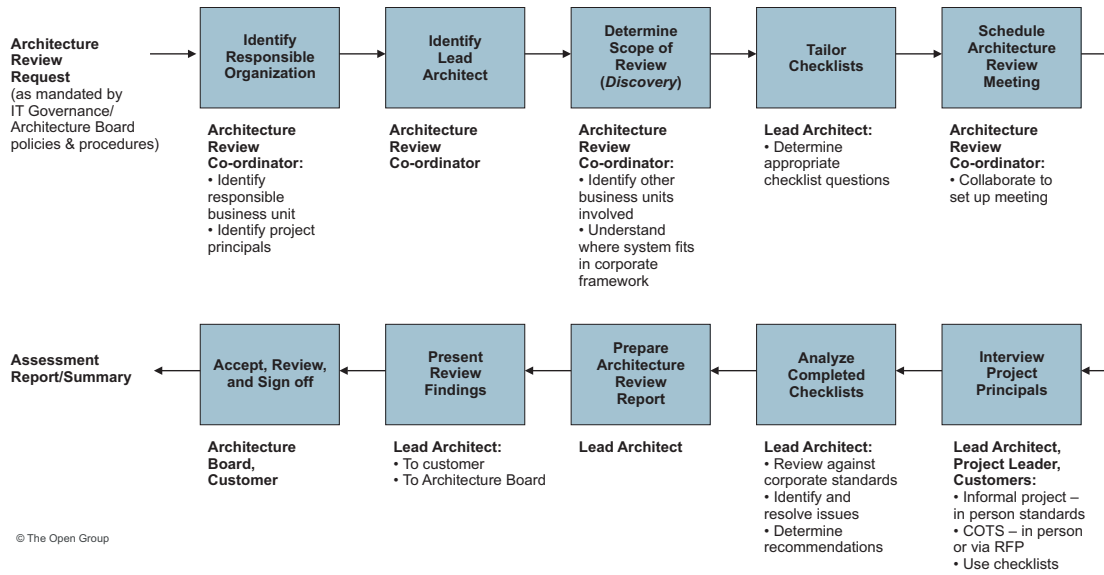 Architecture
Review
Request
(as mandated by
IT Governance/
Architecture Board
policies & procedures)
Identify
Responsible
Organization
Identify
Lead
Architect
Determine
Scope of
Review
(Discovery)
Tailor
Checklists
Schedule
Architecture
Review
Meeting
Architecture
Review
Co-ordinator:
• Identify
responsible
business unit
• Identify project
principals
Architecture
Review
Co-ordinator
Architecture
Review
Co-ordinator:
• Identify other
business units
involved
• Understand
where system fits
in corporate
framework
Lead Architect:
• Determine
appropriate
checklist questions
Architecture
Review
Co-ordinator:
• Collaborate to
set up meeting
Assessment
Report/Summary
Accept, Review,
and Sign off
Present
Review
Findings
Prepare
Architecture
Review
Report
Analyze
Completed
Checklists
Interview
Project
Principals
Architecture
Board,
Customer
Lead Architect:
• To customer
• To Architecture Board
Lead Architect
Lead Architect:
• Review against
corporate standards
• Identify and
resolve issues
• Determine
recommendations
Lead Architect,
Project Leader,
Customers:
• Informal project –
in person standards
• COTS – in person
or via RFP
• Use checklists
© The Open Group